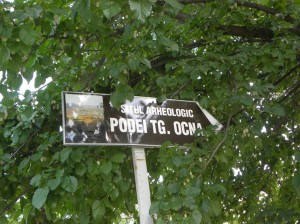 SITUL ARHEOLOGIC
PODEI TG. OCNA